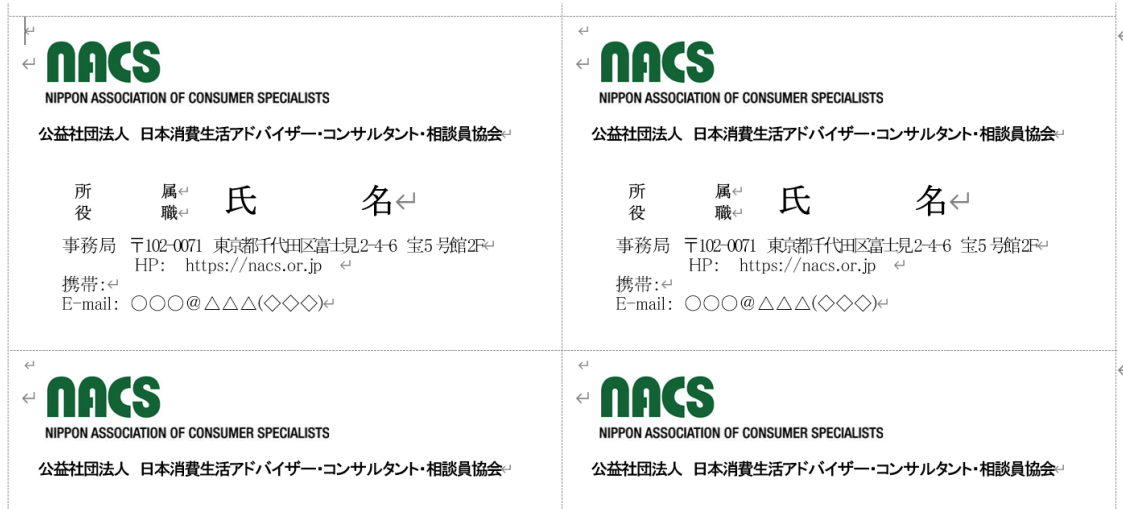 NACS
NIPPON ASSOCIATION OF CONSUMER SPECIALISTS
公益社団法人 日本消費生活アドバイザー・コンサルタント・相談員協会
所 属
役 職
氏 名
事務局 〒102-0071 東京都千代田区富士見2-4-6 宝5号館2F
HP: https://nacs.or.jp
携帯:
E-mail: ○○○@△△△(◇◇◇)
NACS
NIPPON ASSOCIATION OF CONSUMER SPECIALISTS
公益社団法人 日本消費生活アドバイザー・コンサルタント・相談員協会
所 属
役 職
氏 名
事務局 〒102-0071 東京都千代田区富士見2-4-6 宝5号館2F
HP: https://nacs.or.jp
携帯:
E-mail: ○○○@△△△(◇◇◇)
NACS
NIPPON ASSOCIATION OF CONSUMER SPECIALISTS
公益社団法人 日本消費生活アドバイザー・コンサルタント・相談員協会
NACS
NIPPON ASSOCIATION OF CONSUMER SPECIALISTS
公益社団法人 日本消費生活アドバイザー・コンサルタント・相談員協会